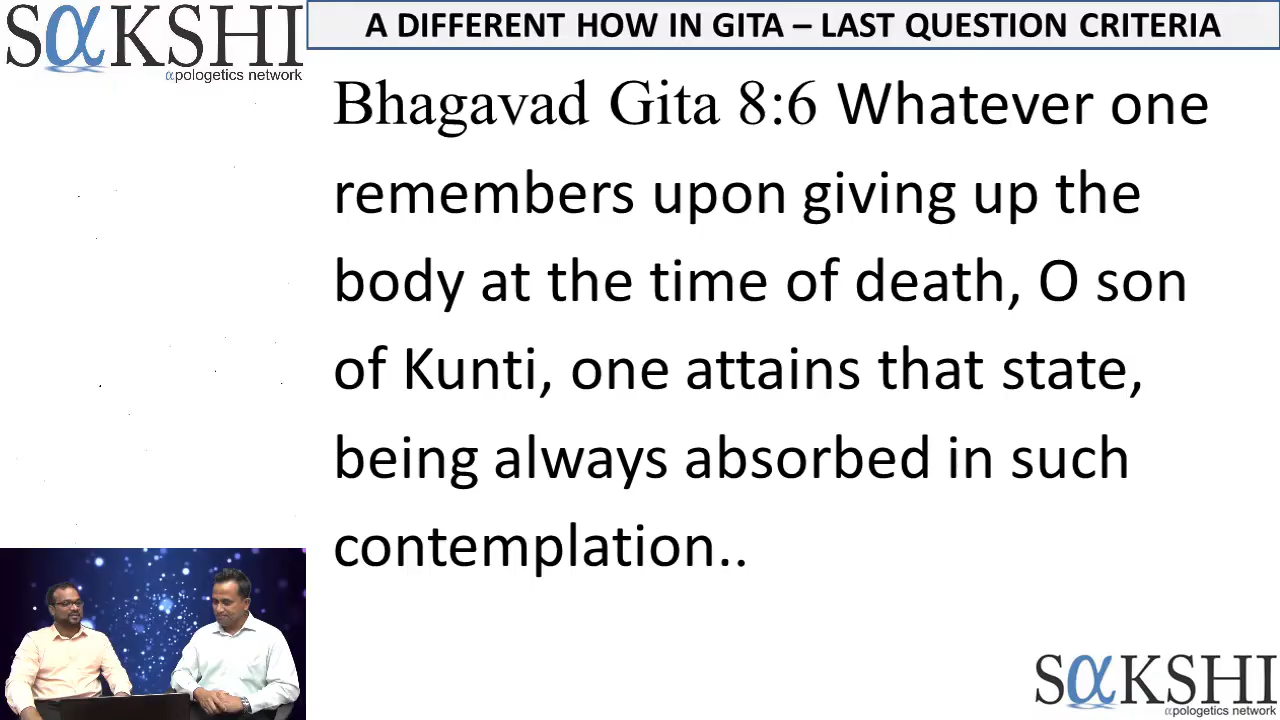 SαKSHI
αpologetics network
A DIFFERENT HOW IN GITA – LAST QUESTION CRITERIA
Bhagavad Gita 8:6 Whatever one
remembers upon giving up the
body at the time of death, O son
of Kunti, one attains that state,
being always absorbed in such
contemplation..
SαKSHI
αpologetics network